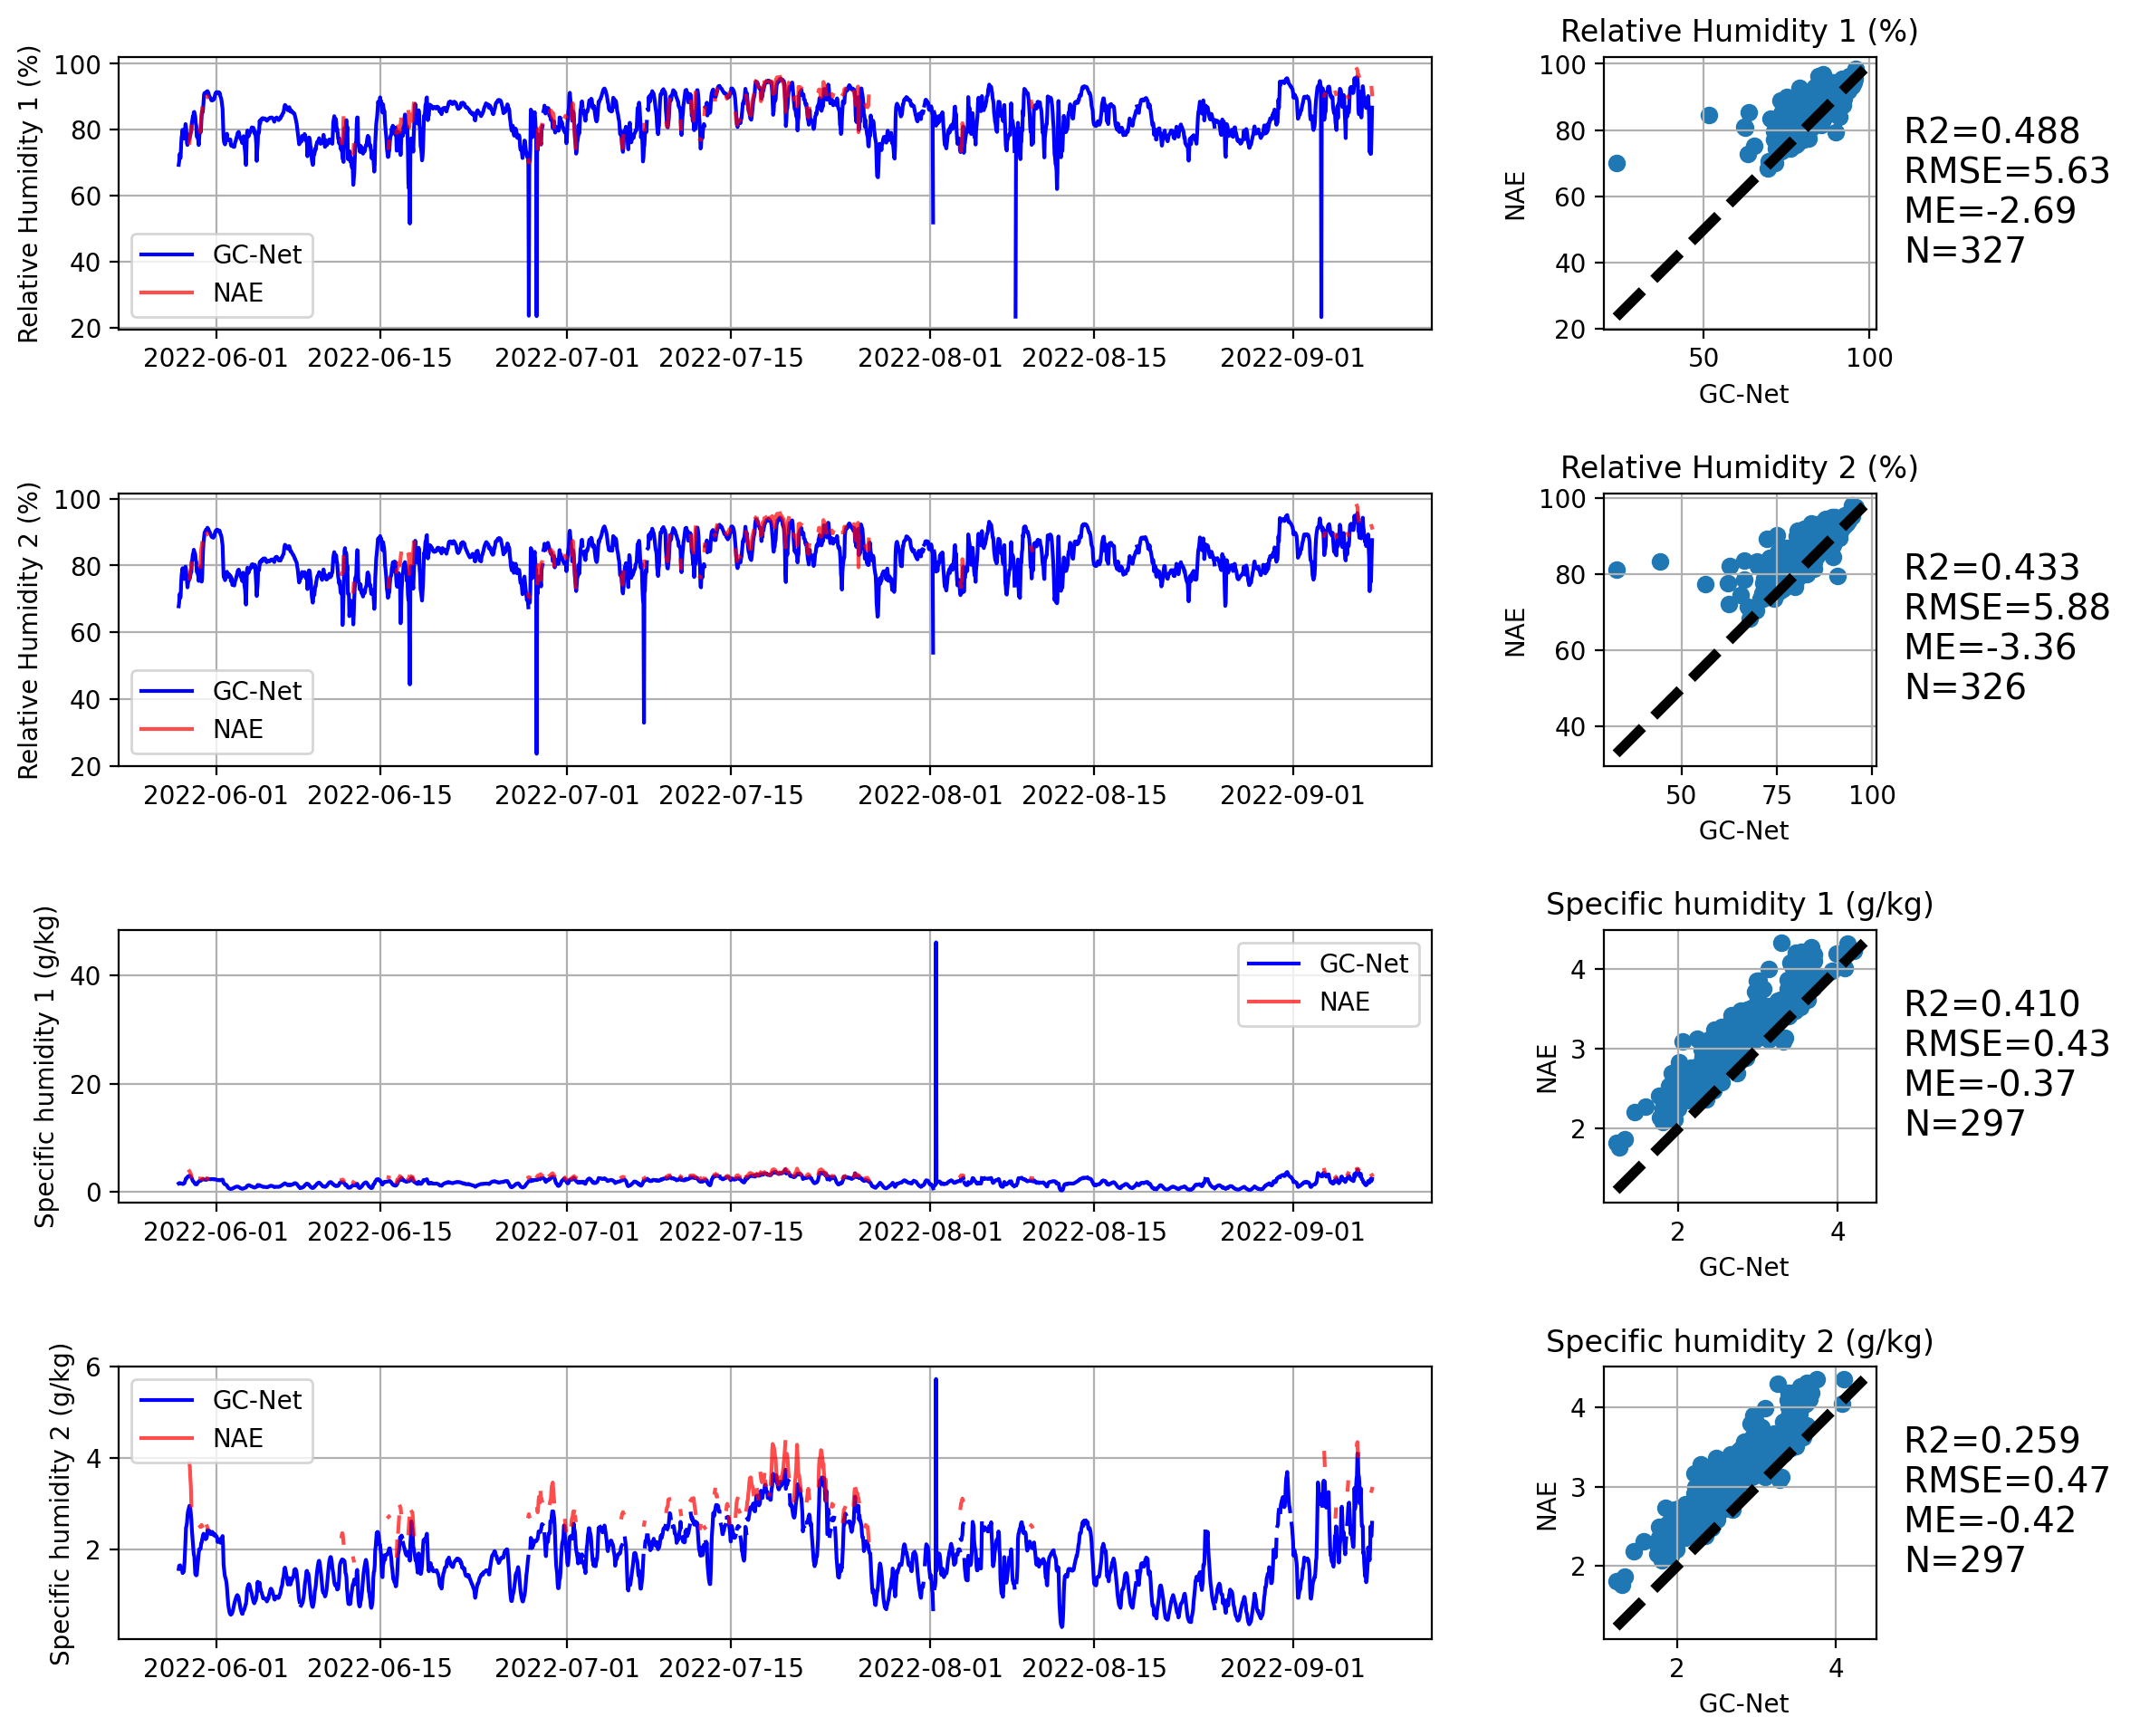 Relative Humidity 1 (%)
100
80
60
40
20
Relative Humidity 1 (%)
GC-Net
NAE
2022-06-01
2022-06-15
2022-07-01
2022-07-15
2022-08-01
2022-08-15
2022-09-01
100
80
60
40
20
NAE
50
100
GC-Net
R2=0.488
RMSE=5.63
ME=-2.69
N=327
Relative Humidity 2 (%)
100
80
60
40
20
Relative Humidity 2 (%)
GC-Net
NAE
2022-06-01
2022-06-15
2022-07-01
2022-07-15
2022-08-01
2022-08-15
2022-09-01
100
80
60
40
NAE
50
75
100
GC-Net
R2=0.433
RMSE=5.88
ME=-3.36
N=326
Specific humidity 1 (g/kg)
40
20
0
Specific humidity 1 (g/kg)
GC-Net
NAE
2022-06-01
2022-06-15
2022-07-01
2022-07-15
2022-08-01
2022-08-15
2022-09-01
4
3
2
NAE
2
4
GC-Net
R2=0.410
RMSE=0.43
ME=-0.37
N=297
Specific humidity 2 (g/kg)
6
4
2
Specific humidity 2 (g/kg)
GC-Net
NAE
2022-06-01
2022-06-15
2022-07-01
2022-07-15
2022-08-01
2022-08-15
2022-09-01
4
3
2
NAE
2
4
GC-Net
R2=0.259
RMSE=0.47
ME=-0.42
N=297